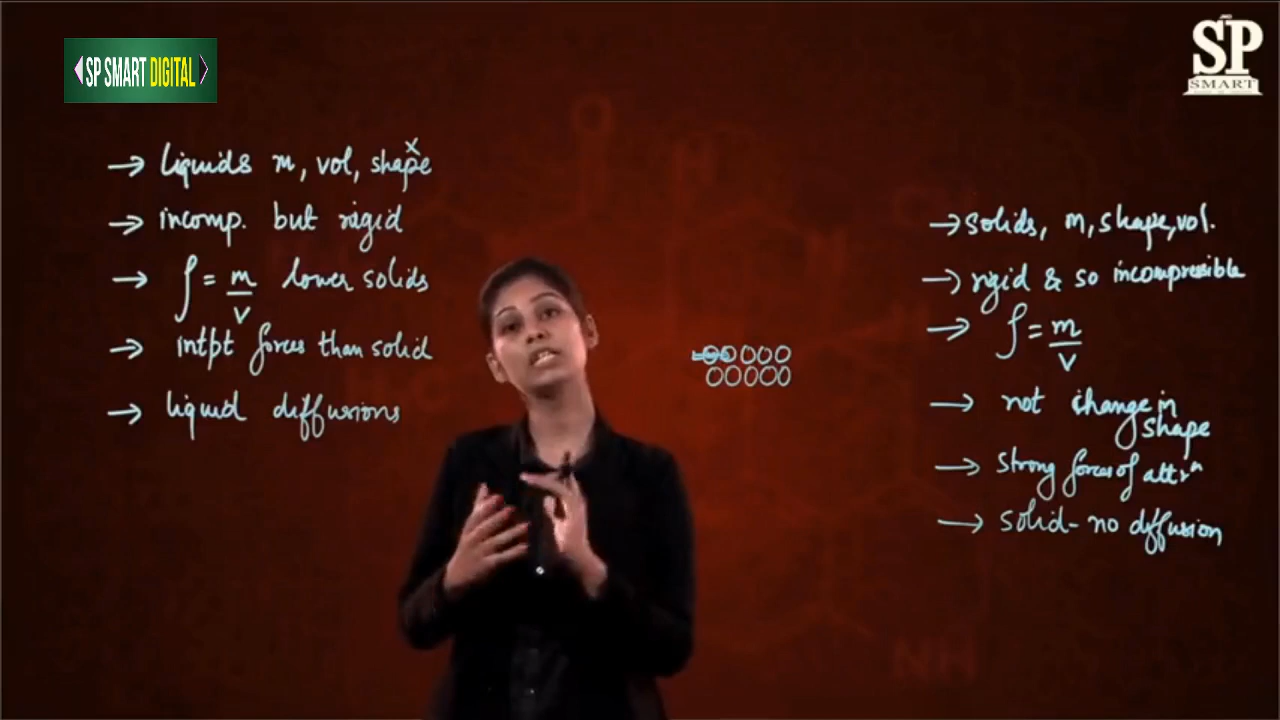 SP SMART DIGITAL
SP
SMART
→ liquids m, vol, shape x
→ incomp. but rigid
→ ρ = m/v lower solids
→ intpt forces than solid
→ liquid diffusions
→ solids, m, shape, vol.
→ rigid & so incompressible
→ ρ = m/v
→ not change in
shape
→ strong forces of attrⁿ
→ solid - no diffusion